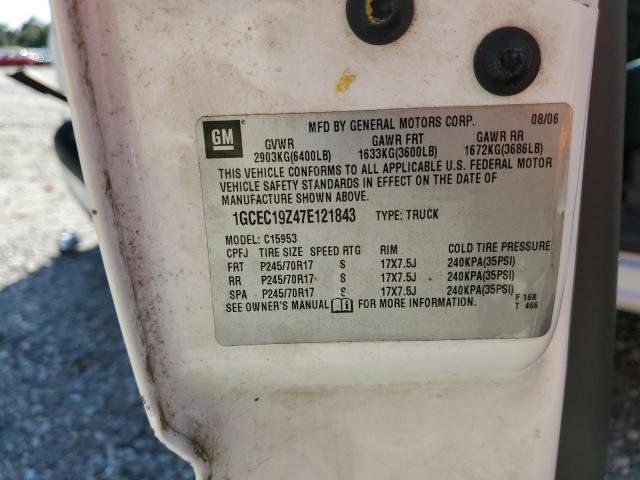 GM
MFD BY GENERAL MOTORS CORP. 08/06
GVWR GAWR FRT GAWR RR
2903KG(6400LB) 1633KG(3600LB) 1672KG(3686LB)
THIS VEHICLE CONFORMS TO ALL APPLICABLE U.S. FEDERAL MOTOR
VEHICLE SAFETY STANDARDS IN EFFECT ON THE DATE OF
MANUFACTURE SHOWN ABOVE.
1GCEC19Z47E121843 TYPE: TRUCK
MODEL: C15953
CPFJ TIRE SIZE SPEED RTG RIM COLD TIRE PRESSURE
FRT P245/70R17 S 17X7.5J 240KPA(35PSI)
RR P245/70R17 S 17X7.5J 240KPA(35PSI)
SPA P245/70R17 S 17X7.5J 240KPA(35PSI)
SEE OWNER'S MANUAL FOR MORE INFORMATION. F 168
T 466